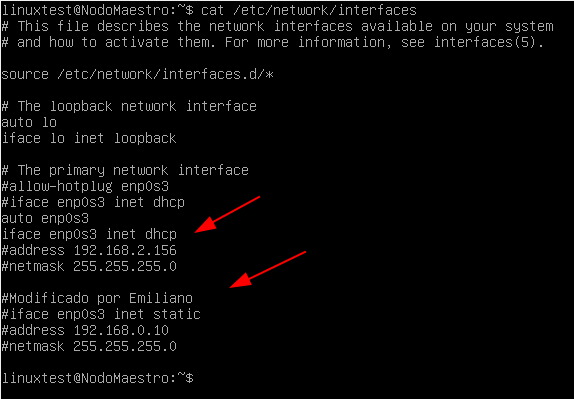 linuxtest@NodoMaestro:~$ cat /etc/network/interfaces
# This file describes the network interfaces available on your system
# and how to activate them. For more information, see interfaces(5).
source /etc/network/interfaces.d/*
# The loopback network interface
auto lo
iface lo inet loopback
# The primary network interface
#allow-hotplug enp0s3
#iface enp0s3 inet dhcp
auto enp0s3
iface enp0s3 inet dhcp
#address 192.168.2.156
#netmask 255.255.255.0
#Modificado por Emiliano
#iface enp0s3 inet static
#address 192.168.0.10
#netmask 255.255.255.0
linuxtest@NodoMaestro:~$